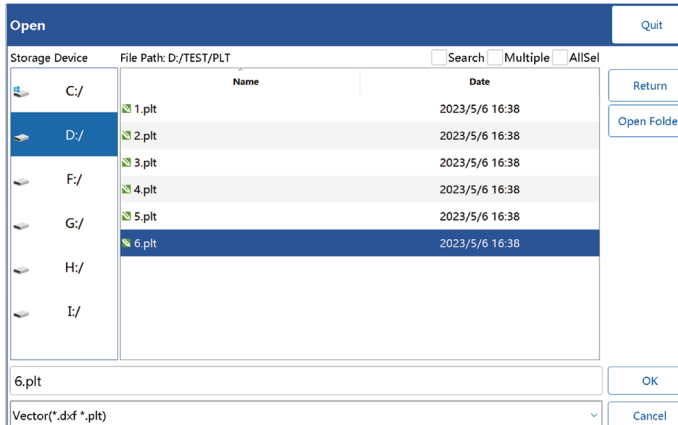 Open
Quit
Storage Device File Path: D:/TEST/PLT Search Multiple AllSel
Name Date
C:/
Return
1.plt 2023/5/6 16:38
Open Folde
D:/
2.plt 2023/5/6 16:38
3.plt 2023/5/6 16:38
F:/
4.plt 2023/5/6 16:38
G:/
5.plt 2023/5/6 16:38
6.plt 2023/5/6 16:38
H:/
I:/
6.plt
OK
Vector(*.dxf *.plt)
Cancel